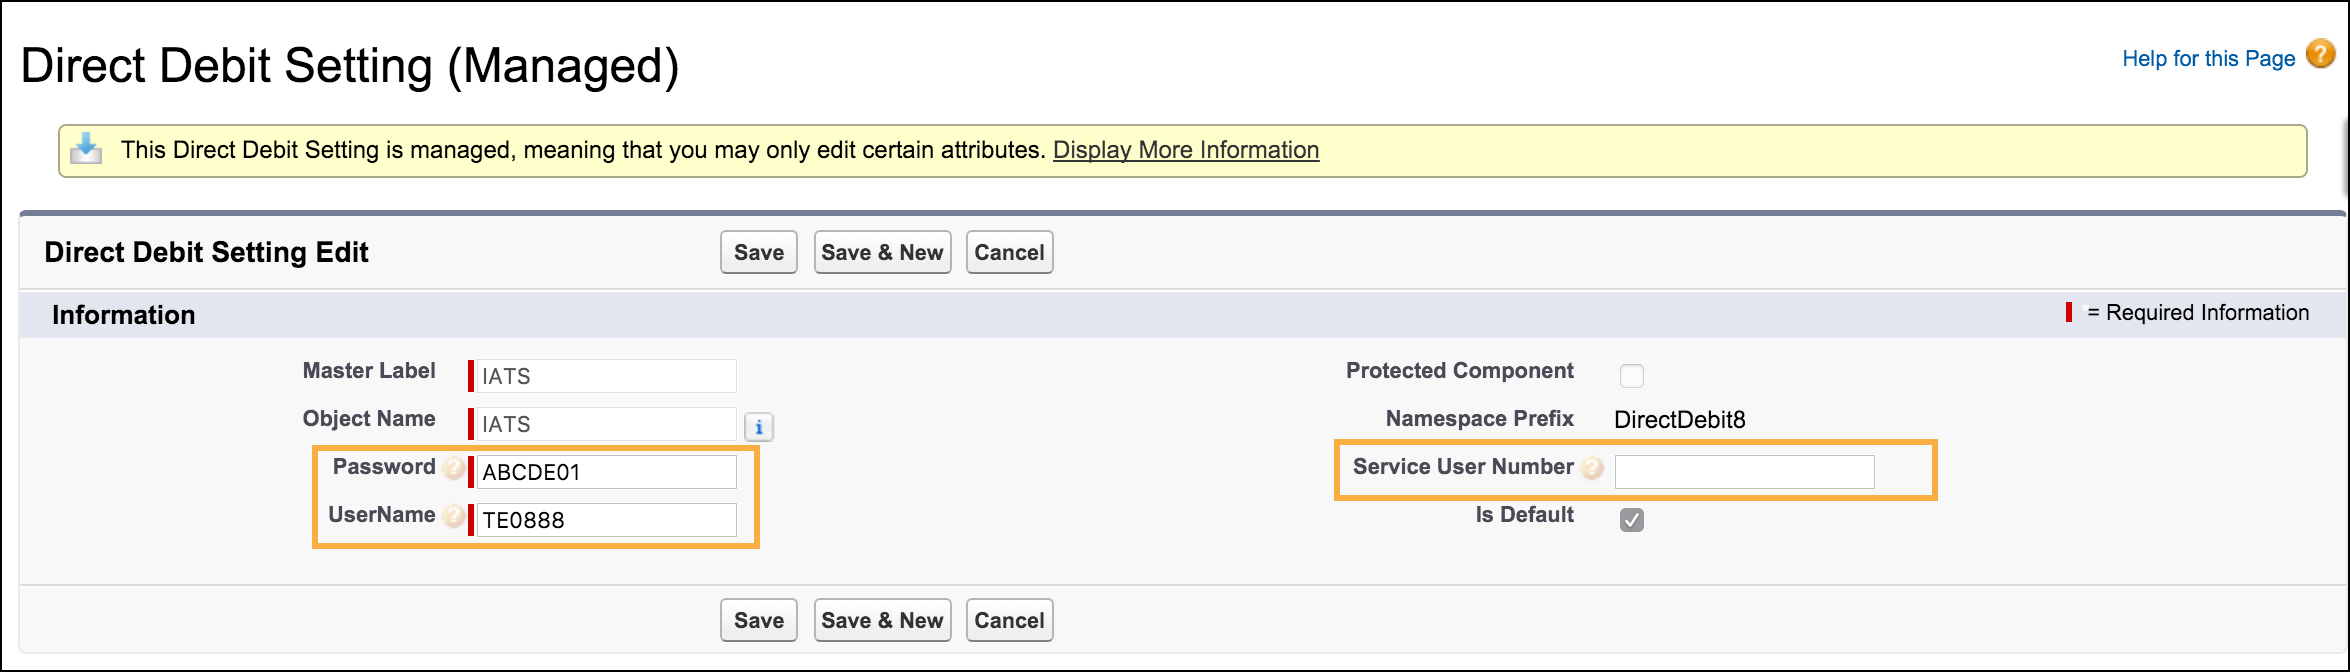 Direct Debit Setting (Managed)
Help for this Page ?
This Direct Debit Setting is managed, meaning that you may only edit certain attributes. Display More Information
Direct Debit Setting Edit
Save
Save & New
Cancel
Information
= Required Information
Master Label
IATS
Protected Component
Object Name
IATS
i
Namespace Prefix
DirectDebit8
Password ?
ABCDE01
Service User Number ?
UserName ?
TE0888
Is Default
Save
Save & New
Cancel